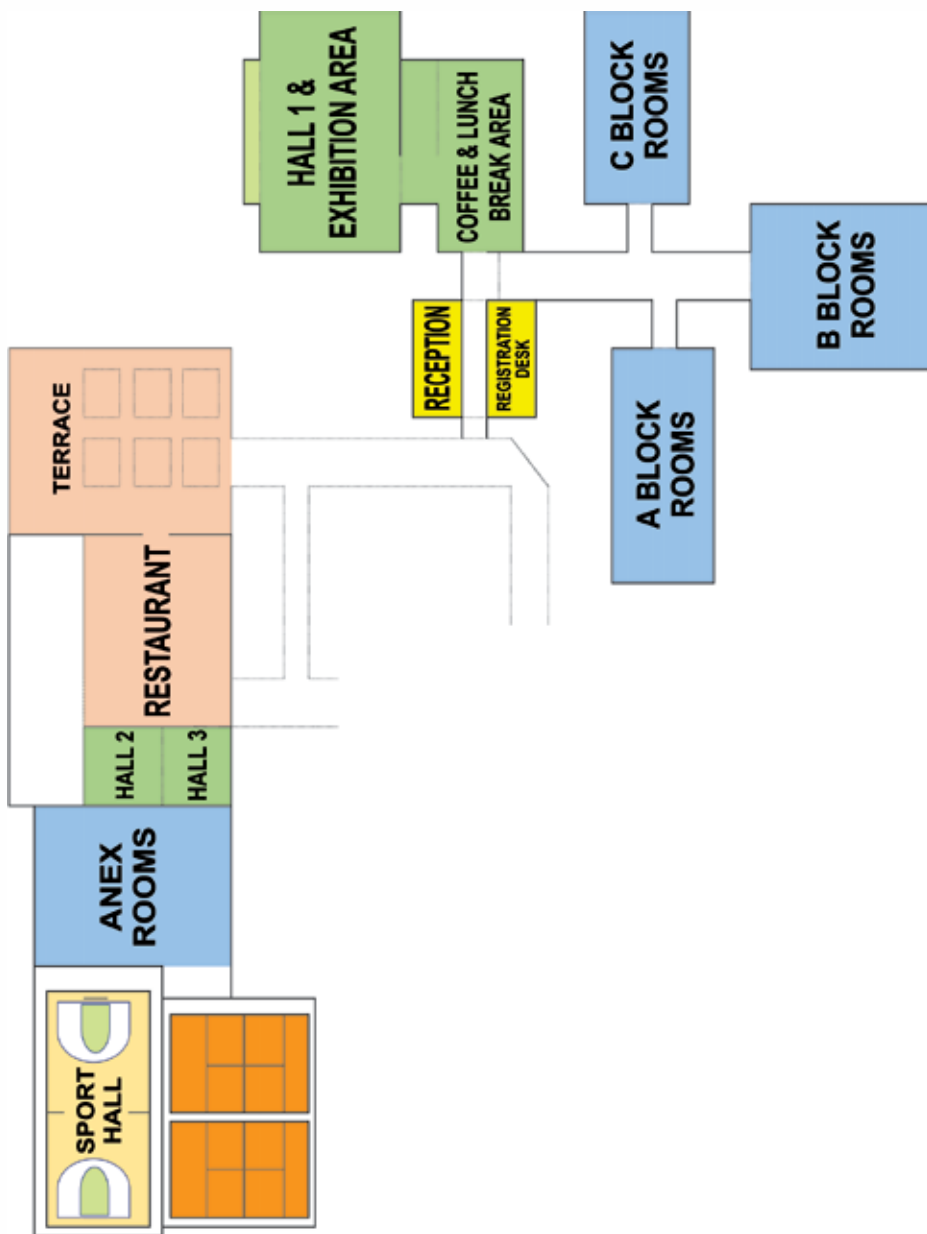 HALL 1 &
EXHIBITION AREA
COFFEE & LUNCH
BREAK AREA
C BLOCK
ROOMS
B BLOCK
ROOMS
A BLOCK
ROOMS
RECEPTION
REGISTRATION
DESK
TERRACE
RESTAURANT
HALL 2
HALL 3
ANEX
ROOMS
SPORT
HALL